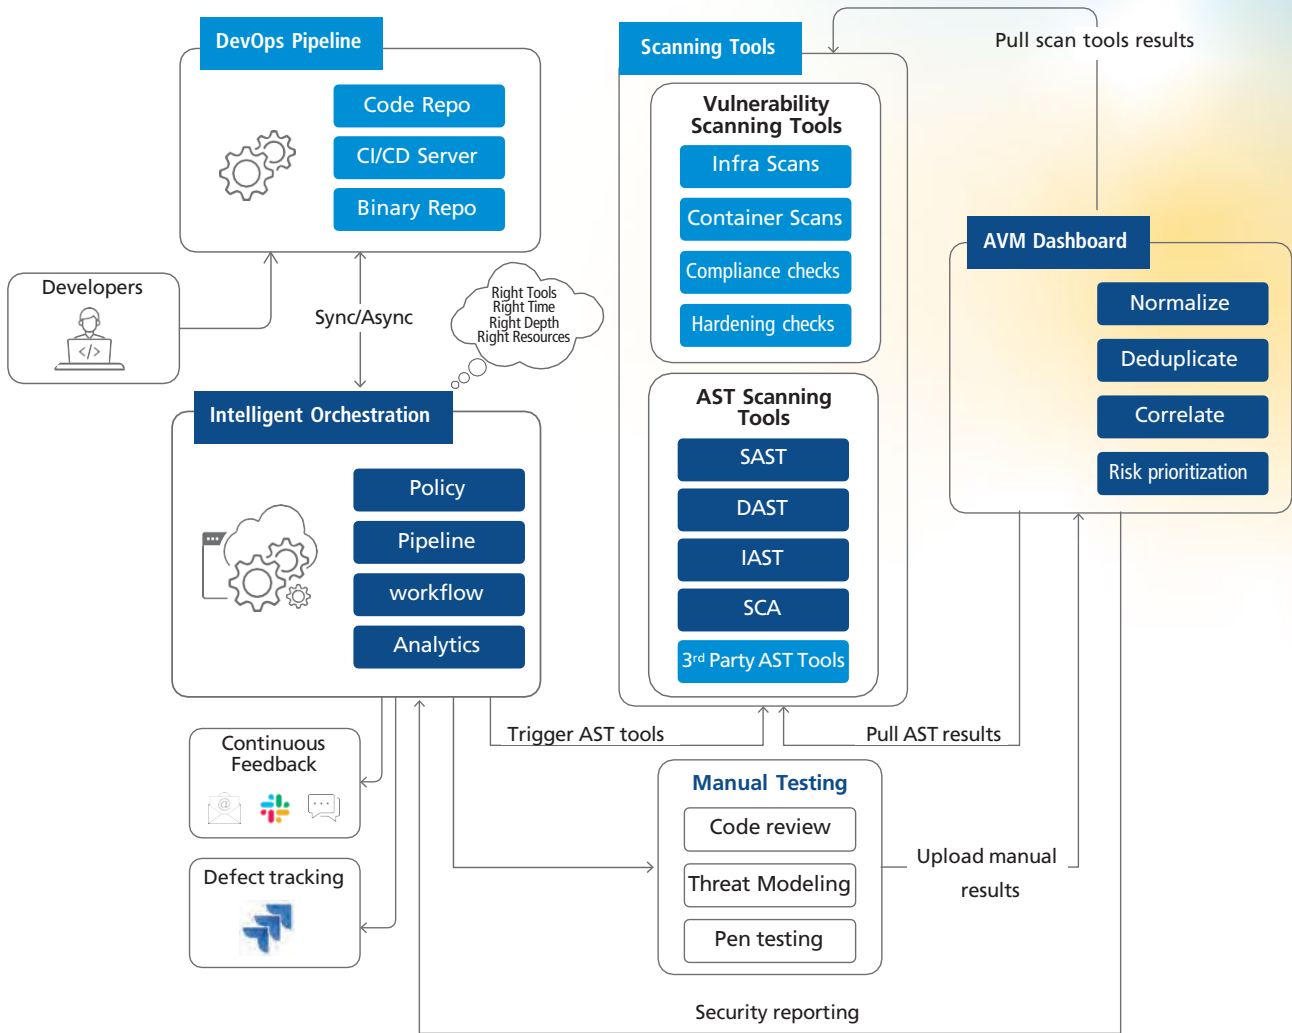 DevOps Pipeline
Code Repo
CI/CD Server
Binary Repo
Developers
</>
Sync/Async
Right Tools
Right Time
Right Depth
Right Resources
Intelligent Orchestration
Policy
Pipeline
workflow
Analytics
Continuous
Feedback
@
Defect tracking
Scanning Tools
Vulnerability
Scanning Tools
Infra Scans
Container Scans
Compliance checks
Hardening checks
AST Scanning
Tools
SAST
DAST
IAST
SCA
3rd Party AST Tools
Trigger AST tools
Pull AST results
Manual Testing
Code review
Threat Modeling
Pen testing
Pull scan tools results
AVM Dashboard
Normalize
Deduplicate
Correlate
Risk prioritization
Upload manual
results
Security reporting